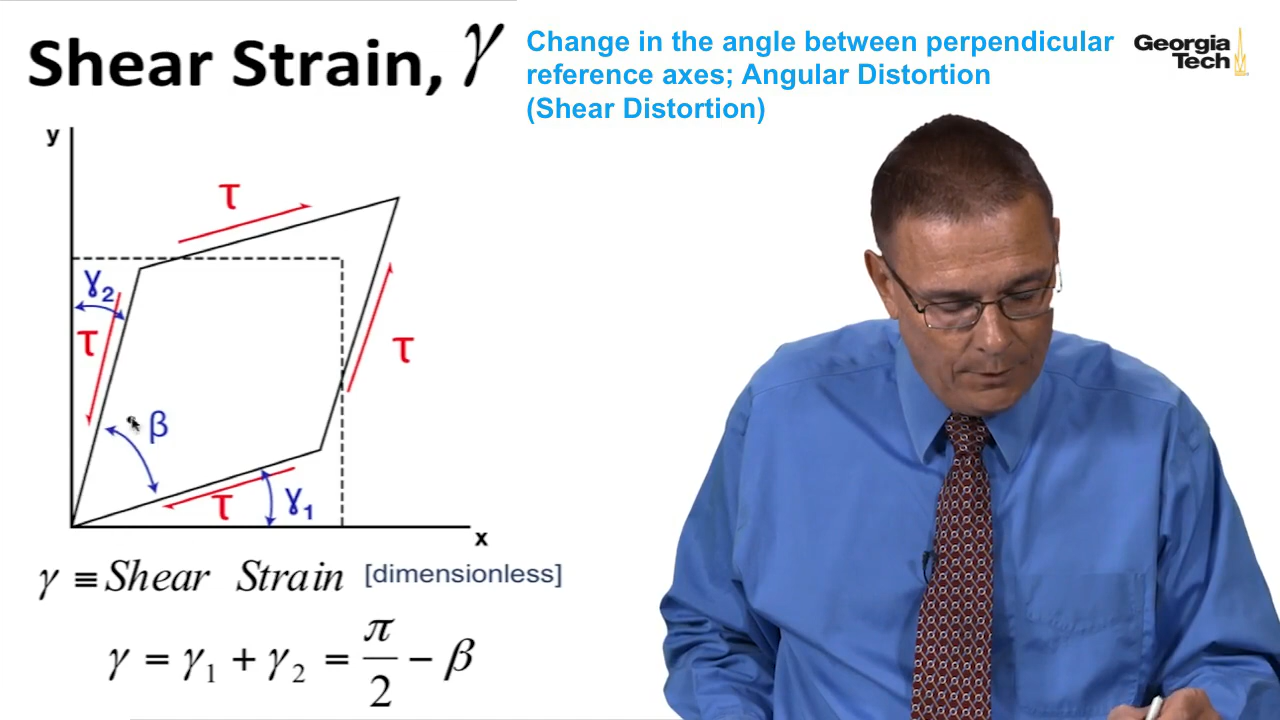 Shear Strain, γ
Change in the angle between perpendicular
reference axes; Angular Distortion
(Shear Distortion)
Georgia
Tech
y
τ
γ₂
τ
τ
β
τ
γ₁
x
γ ≡ Shear Strain [dimensionless]
γ = γ₁ + γ₂ = π/2 − β